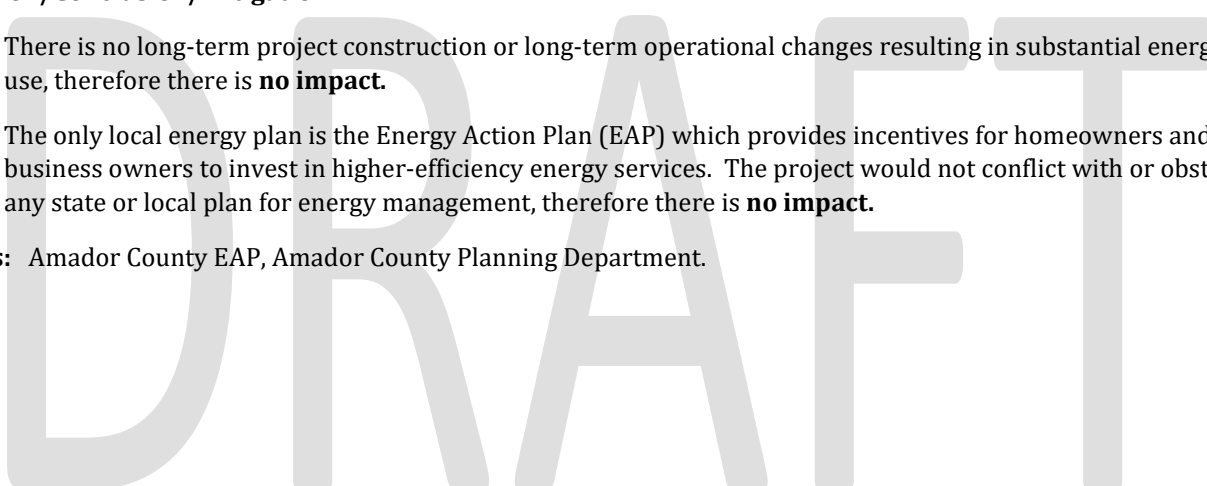 There is no long-term project construction or long-term operational changes resulting in substantial energ
use, therefore there is no impact.
The only local energy plan is the Energy Action Plan (EAP) which provides incentives for homeowners and
business owners to invest in higher-efficiency energy services. The project would not conflict with or obst
any state or local plan for energy management, therefore there is no impact.
s: Amador County EAP, Amador County Planning Department.
DRAFT